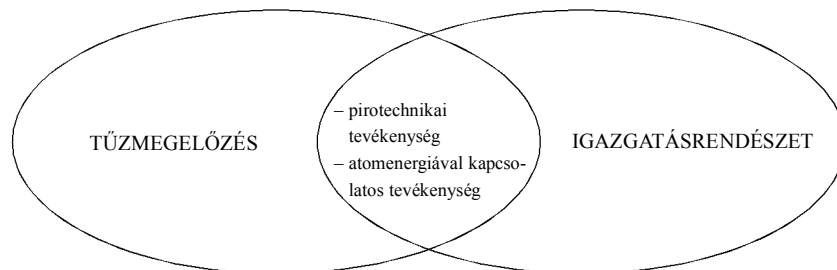 TŰZMEGELŐZÉS
– pirotechnikai
tevékenység
– atomenergiával kapcso-
latos tevékenység
IGAZGATÁSRENDÉSZET